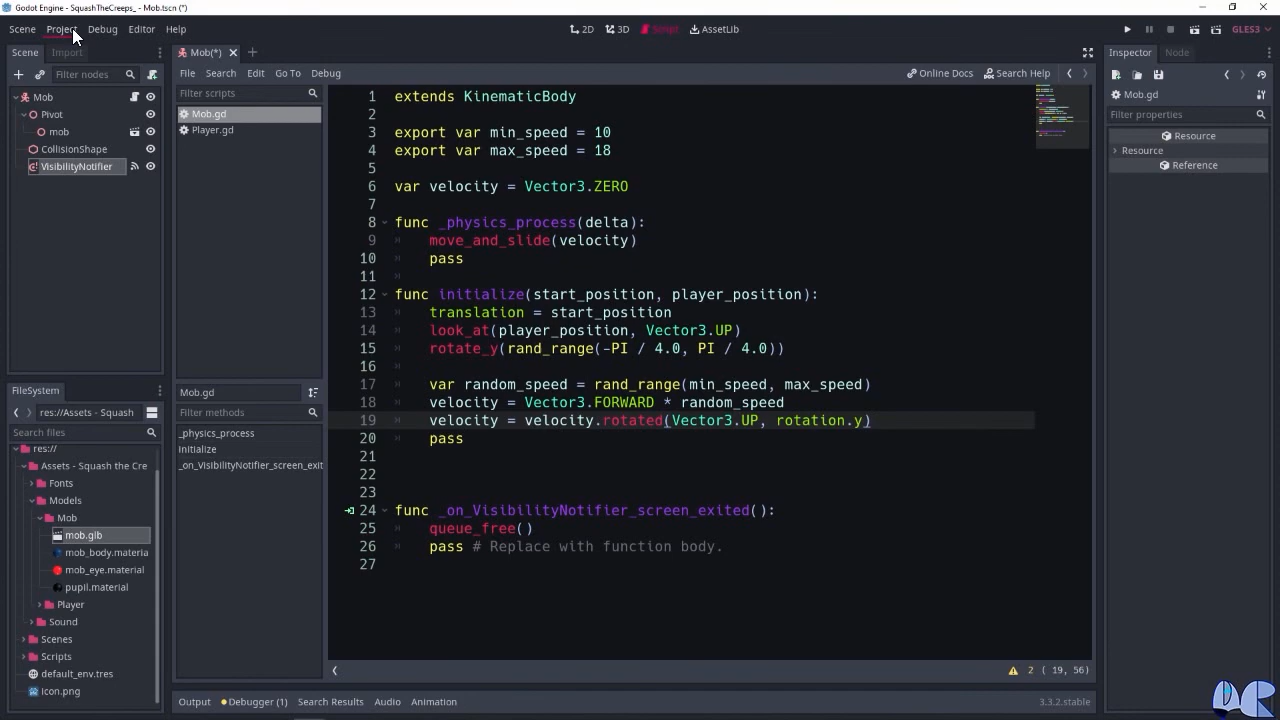 Godot Engine - SquashTheCreeps_ - Mob.tscn (*)
Scene Project Debug Editor Help
2D 3D Script AssetLib
GLES3
Scene Import
Filter nodes
Mob
Pivot
mob
CollisionShape
VisibilityNotifier
FileSystem
res://Assets - Squash
Search files
res://
Assets - Squash the Cre
Fonts
Models
Mob
mob.glb
mob_body.materia
mob_eye.material
pupil.material
Player
Sound
Scenes
Scripts
default_env.tres
icon.png
Mob(*)
File Search Edit Go To Debug
Online Docs Search Help
Filter scripts
Mob.gd
Player.gd
Mob.gd
Filter methods
_physics_process
initialize
_on_VisibilityNotifier_screen_exit
1 extends KinematicBody
2
3 export var min_speed = 10
4 export var max_speed = 18
5
6 var velocity = Vector3.ZERO
7
8 func _physics_process(delta):
9 move_and_slide(velocity)
10 pass
11
12 func initialize(start_position, player_position):
13 translation = start_position
14 look_at(player_position, Vector3.UP)
15 rotate_y(rand_range(-PI / 4.0, PI / 4.0))
16
17 var random_speed = rand_range(min_speed, max_speed)
18 velocity = Vector3.FORWARD * random_speed
19 velocity = velocity.rotated(Vector3.UP, rotation.y)
20 pass
21
22
23
24 func _on_VisibilityNotifier_screen_exited():
25 queue_free()
26 pass # Replace with function body.
27
2 ( 19, 56)
Output Debugger (1) Search Results Audio Animation
3.3.2.stable
Inspector Node
Mob.gd
Filter properties
Resource
Resource
Reference